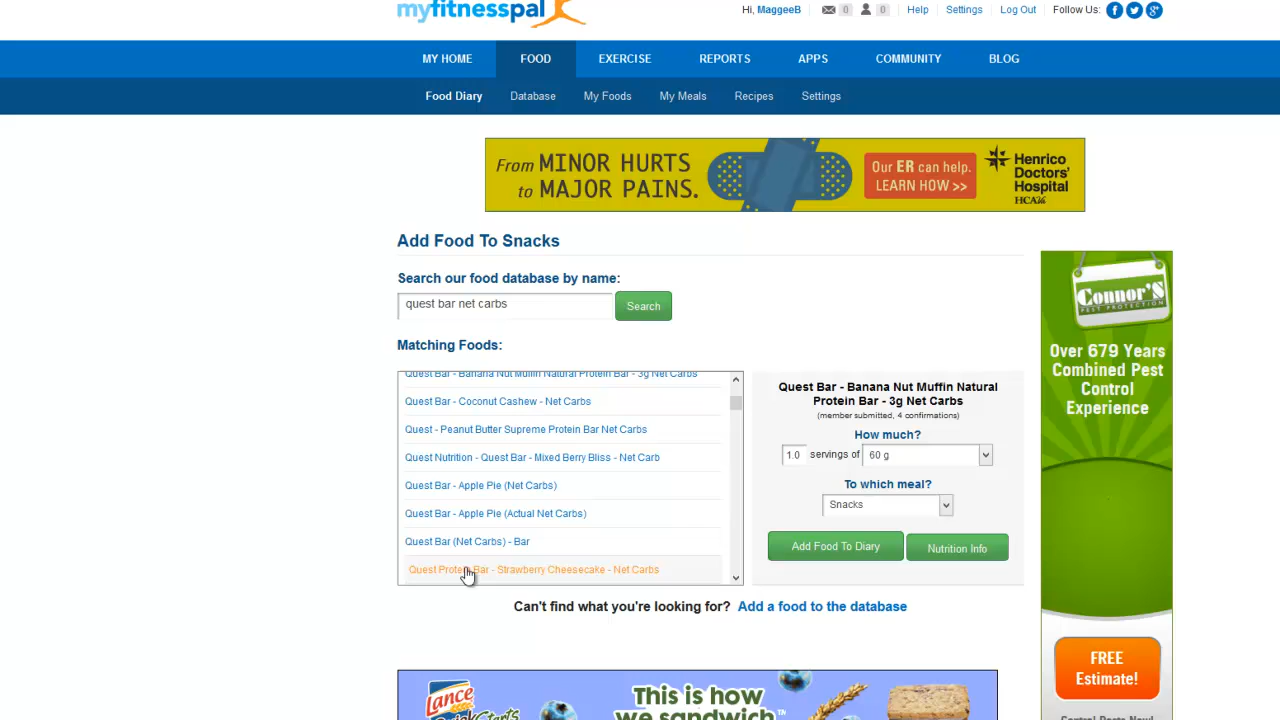 myfitnesspal
Hi, MaggeeB 0 0 Help Settings Log Out Follow Us:
MY HOME FOOD EXERCISE REPORTS APPS COMMUNITY BLOG
Food Diary Database My Foods My Meals Recipes Settings
From MINOR HURTS
to MAJOR PAINS.
Our ER can help.
LEARN HOW >>
Henrico
Doctors'
Hospital
HCA
Add Food To Snacks
Search our food database by name:
quest bar net carbs Search
Matching Foods:
Quest Bar - Banana Nut Muffin Natural Protein Bar - 3g Net Carbs
Quest Bar - Coconut Cashew - Net Carbs
Quest - Peanut Butter Supreme Protein Bar Net Carbs
Quest Nutrition - Quest Bar - Mixed Berry Bliss - Net Carb
Quest Bar - Apple Pie (Net Carbs)
Quest Bar - Apple Pie (Actual Net Carbs)
Quest Bar (Net Carbs) - Bar
Quest Protein Bar - Strawberry Cheesecake - Net Carbs
Quest Bar - Banana Nut Muffin Natural
Protein Bar - 3g Net Carbs
(member submitted, 4 confirmations)
How much?
1.0 servings of 60 g
To which meal?
Snacks
Add Food To Diary Nutrition Info
Can't find what you're looking for? Add a food to the database
Connor's
PEST PROTECTION
Over 679 Years
Combined Pest
Control
Experience
FREE
Estimate!
Lance
QuickStarts
This is how
we sandwich™